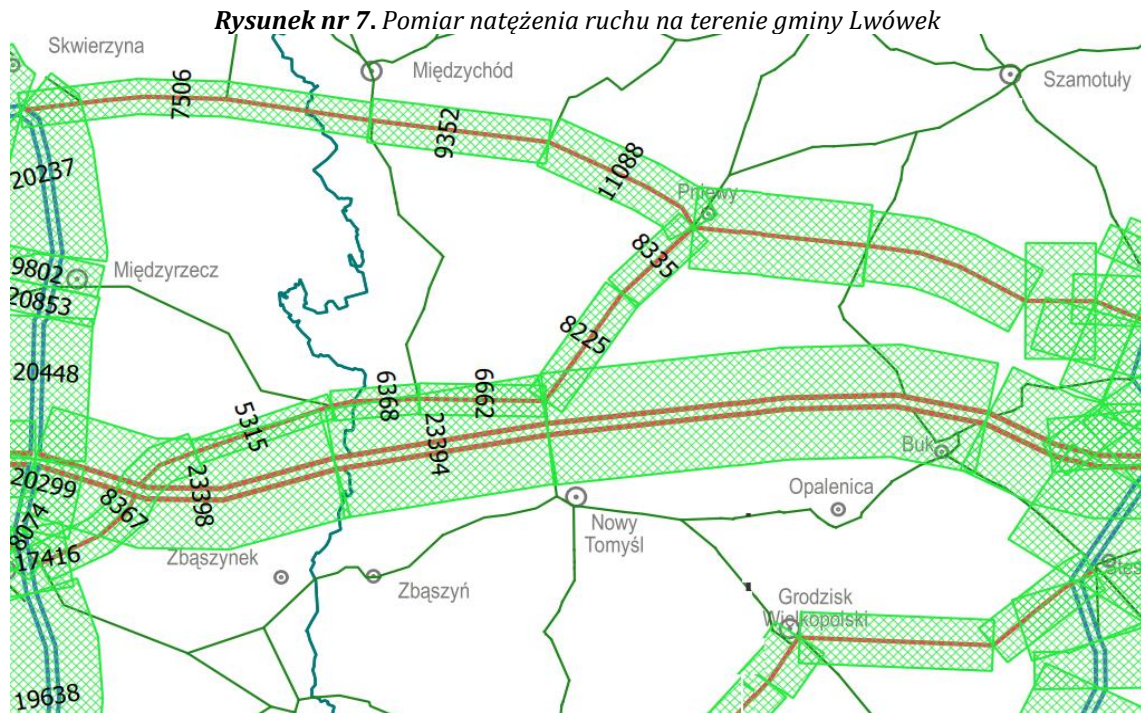 Rysunek nr 7. Pomiar natężenia ruchu na terenie gminy Lwówek
Skwierzyna
Międzychód
Szamotuły
7506
9352
20237
11088
Pniewy
8335
Międzyrzecz
9802
20853
8225
20448
6368
6662
5315
23394
Buk
20299
8367
23398
Opalenica
8074
Nowy
Tomyśl
17416
Zbąszynek
Zbąszyń
Grodzisk
Wielkopolski
19638